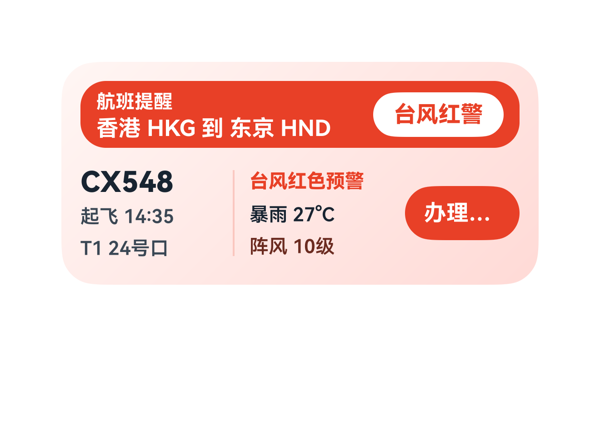 航班提醒
香港 HKG 到 东京 HND
台风红警
CX548
起飞 14:35
T1 24号口
台风红色预警
暴雨 27°C
阵风 10级
办理...